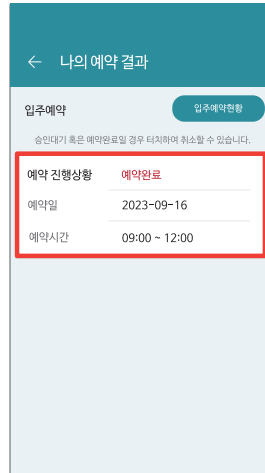 ← 나의 예약 결과
입주예약 입주예약현황
승인대기 혹은 예약완료일 경우 터치하여 취소할 수 있습니다.
예약 진행상황 예약완료
예약일 2023-09-16
예약시간 09:00 ~ 12:00